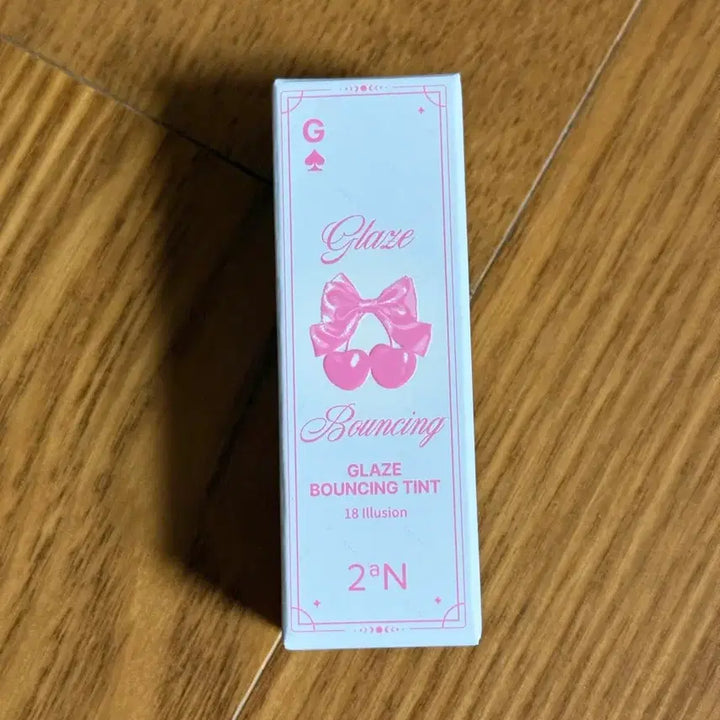 G
Glaze
Bouncing
GLAZE
BOUNCING TINT
18 Illusion
2aN